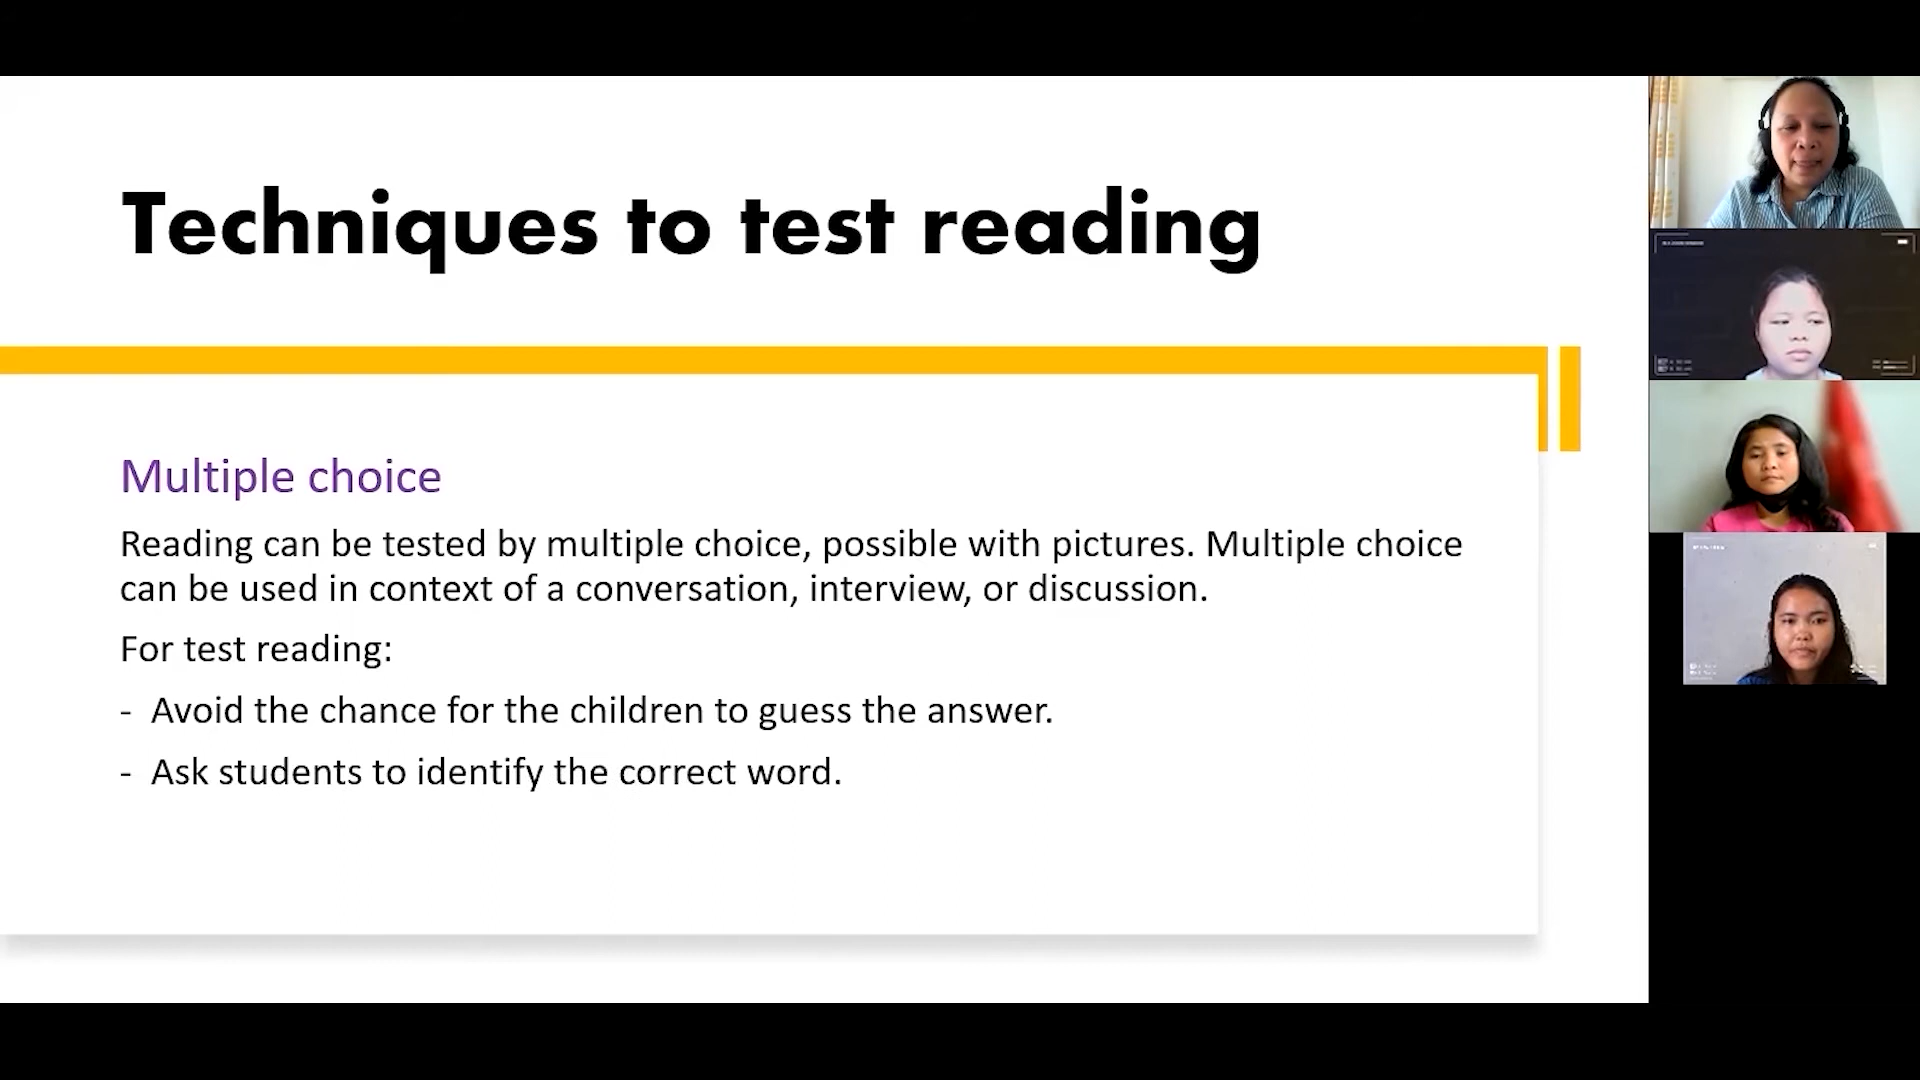 Techniques to test reading
Multiple choice
Reading can be tested by multiple choice, possible with pictures. Multiple choice
can be used in context of a conversation, interview, or discussion.
For test reading:
- Avoid the chance for the children to guess the answer.
- Ask students to identify the correct word.